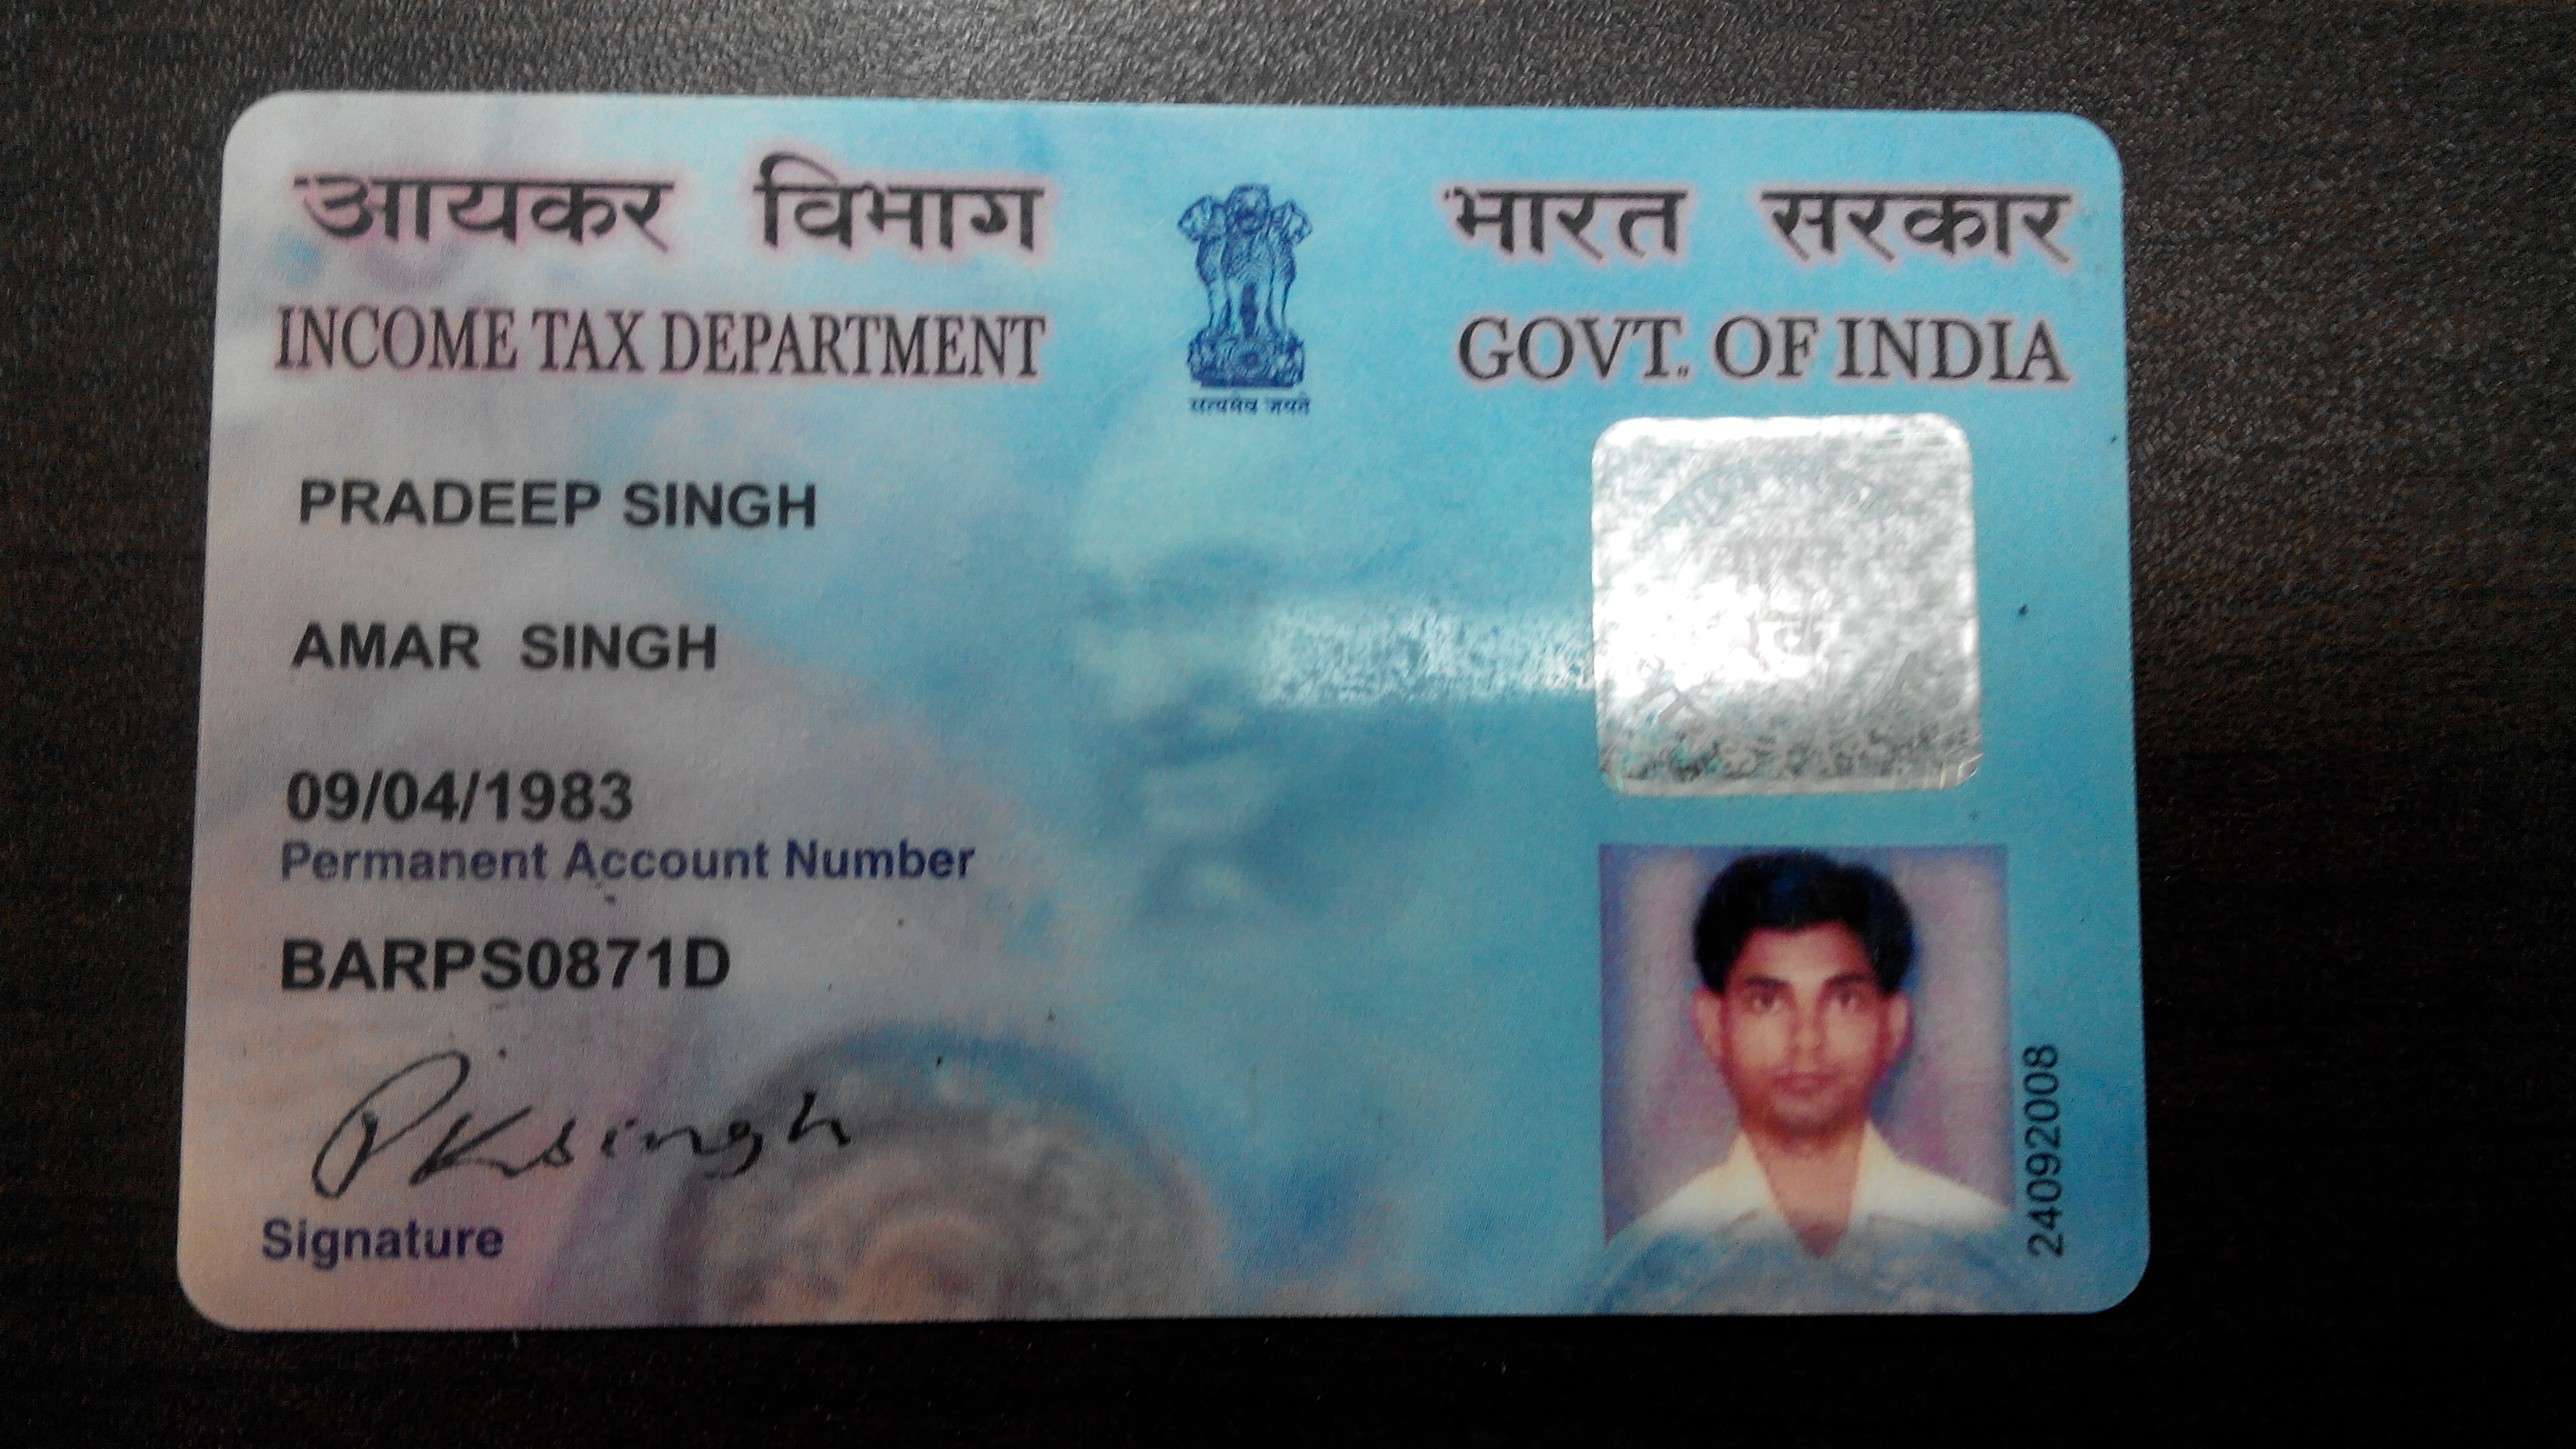 आयकर विभाग
INCOME TAX DEPARTMENT
सत्यमेव जयते
भारत सरकार
GOVT. OF INDIA
PRADEEP SINGH
AMAR SINGH
09/04/1983
Permanent Account Number
BARPS0871D
PKsingh
Signature
24092008